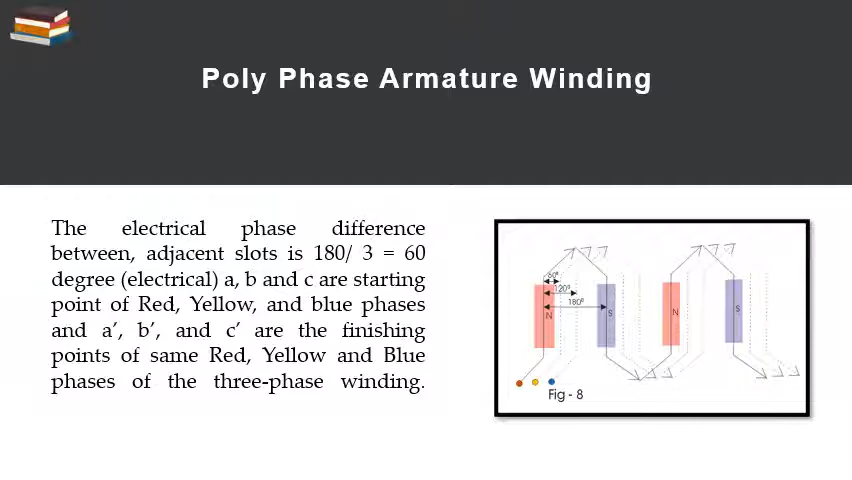 Poly Phase Armature Winding
The electrical phase difference
between, adjacent slots is 180/ 3 = 60
degree (electrical) a, b and c are starting
point of Red, Yellow, and blue phases
and a’, b’, and c’ are the finishing
points of same Red, Yellow and Blue
phases of the three-phase winding.
60°
120°
180°
N
S
N
S
Fig - 8